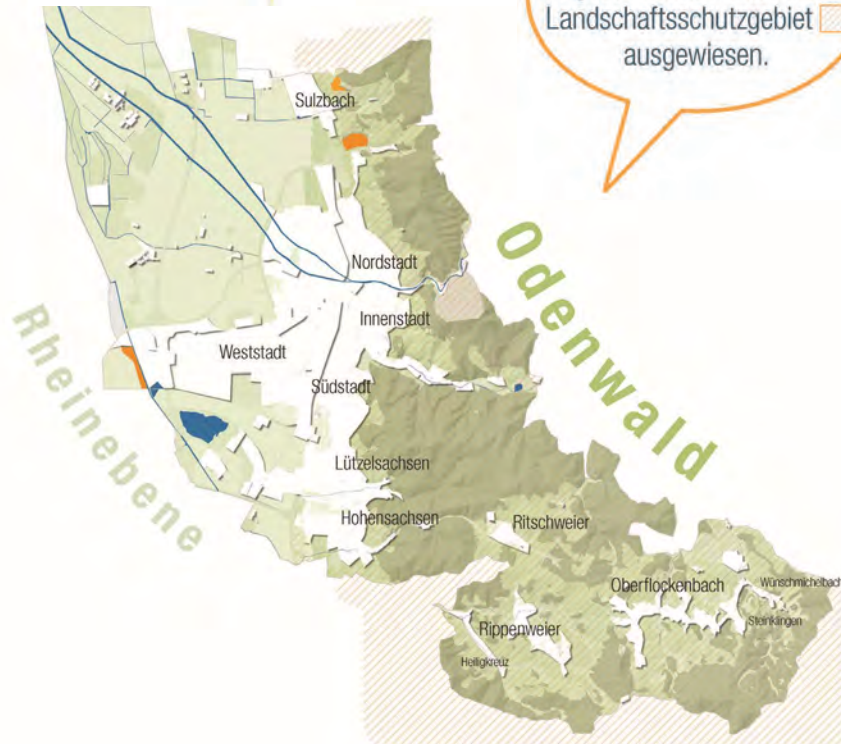 Landschaftsschutzgebiet
ausgewiesen.
Sulzbach
Odenwald
Nordstadt
Innenstadt
Rheinebene
Weststadt
Südstadt
Lützelsachsen
Hohensachsen
Ritschweier
Oberflockenbach
Wünschmichelbach
Steinklingen
Rippenweier
Heiligkreuz